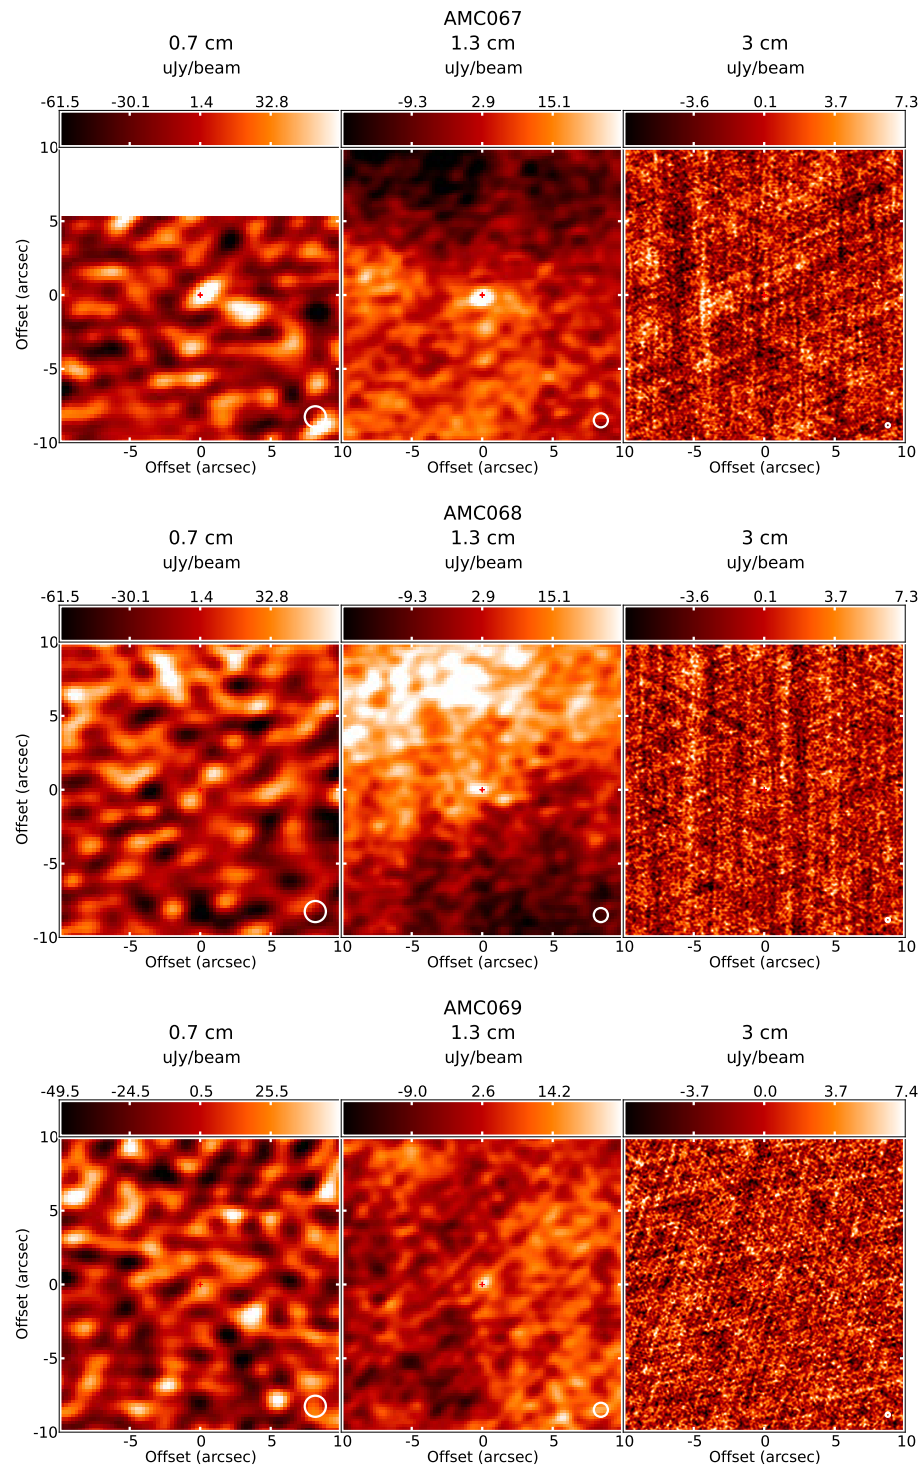 AMC067
0.7 cm 1.3 cm 3 cm
uJy/beam uJy/beam uJy/beam
-61.5 -30.1 1.4 32.8 -9.3 2.9 15.1 -3.6 0.1 3.7 7.3
10
5
0
-5
-10
Offset (arcsec)
-5 0 5 10 -5 0 5 10 -5 0 5 10
Offset (arcsec) Offset (arcsec) Offset (arcsec)
AMC068
0.7 cm 1.3 cm 3 cm
uJy/beam uJy/beam uJy/beam
-61.5 -30.1 1.4 32.8 -9.3 2.9 15.1 -3.6 0.1 3.7 7.3
10
5
0
-5
-10
Offset (arcsec)
-5 0 5 10 -5 0 5 10 -5 0 5 10
Offset (arcsec) Offset (arcsec) Offset (arcsec)
AMC069
0.7 cm 1.3 cm 3 cm
uJy/beam uJy/beam uJy/beam
-49.5 -24.5 0.5 25.5 -9.0 2.6 14.2 -3.7 0.0 3.7 7.4
10
5
0
-5
-10
Offset (arcsec)
-5 0 5 10 -5 0 5 10 -5 0 5 10
Offset (arcsec) Offset (arcsec) Offset (arcsec)